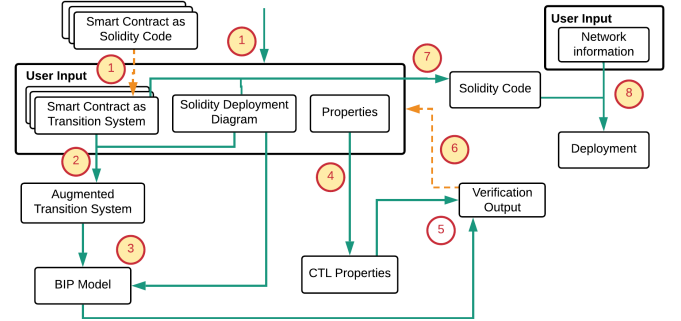 Smart Contract as
Solidity Code
1
1
User Input
Smart Contract as
Transition System
Solidity Deployment
Diagram
Properties
7
Solidity Code
User Input
Network
information
8
Deployment
2
4
6
Augmented
Transition System
Verification
Output
5
3
BIP Model
CTL Properties